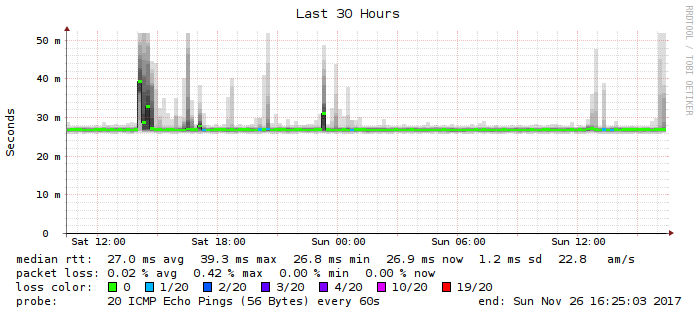 Last 30 Hours
RRDTOOL / TOBI OETIKER
Seconds
50 m
40 m
30 m
20 m
10 m
0
Sat 12:00 Sat 18:00 Sun 00:00 Sun 06:00 Sun 12:00
median rtt: 27.0 ms avg 39.3 ms max 26.8 ms min 26.9 ms now 1.2 ms sd 22.8 am/s
packet loss: 0.02 % avg 0.42 % max 0.00 % min 0.00 % now
loss color: 0 1/20 2/20 3/20 4/20 10/20 19/20
probe: 20 ICMP Echo Pings (56 Bytes) every 60s end: Sun Nov 26 16:25:03 2017